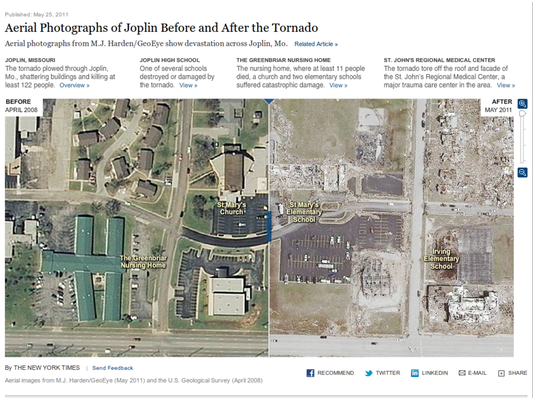 Published: May 25, 2011
Aerial Photographs of Joplin Before and After the Tornado
Aerial photographs from M.J. Harden/GeoEye show devastation across Joplin, Mo. Related Article »
JOPLIN, MISSOURI
The tornado plowed through Joplin,
Mo., shattering buildings and killing at
least 122 people. Overview »
JOPLIN HIGH SCHOOL
One of several schools
destroyed or damaged by
the tornado. View »
THE GREENBRIAR NURSING HOME
The nursing home, where at least 11 people
died, a church and two elementary schools
suffered catastrophic damage. View »
ST. JOHN'S REGIONAL MEDICAL CENTER
The tornado tore off the roof and facade of
the St. John's Regional Medical Center, a
major trauma care center in the area. View »
BEFORE
APRIL 2008
AFTER
MAY 2011
St Mary's
Church
St Mary's
Elementary
School
The Greenbriar
Nursing Home
Irving
Elementary
School
By THE NEW YORK TIMES | Send Feedback
RECOMMEND TWITTER LINKEDIN E-MAIL SHARE
Aerial images from M.J. Harden/GeoEye (May 2011) and the U.S. Geological Survey (April 2008)